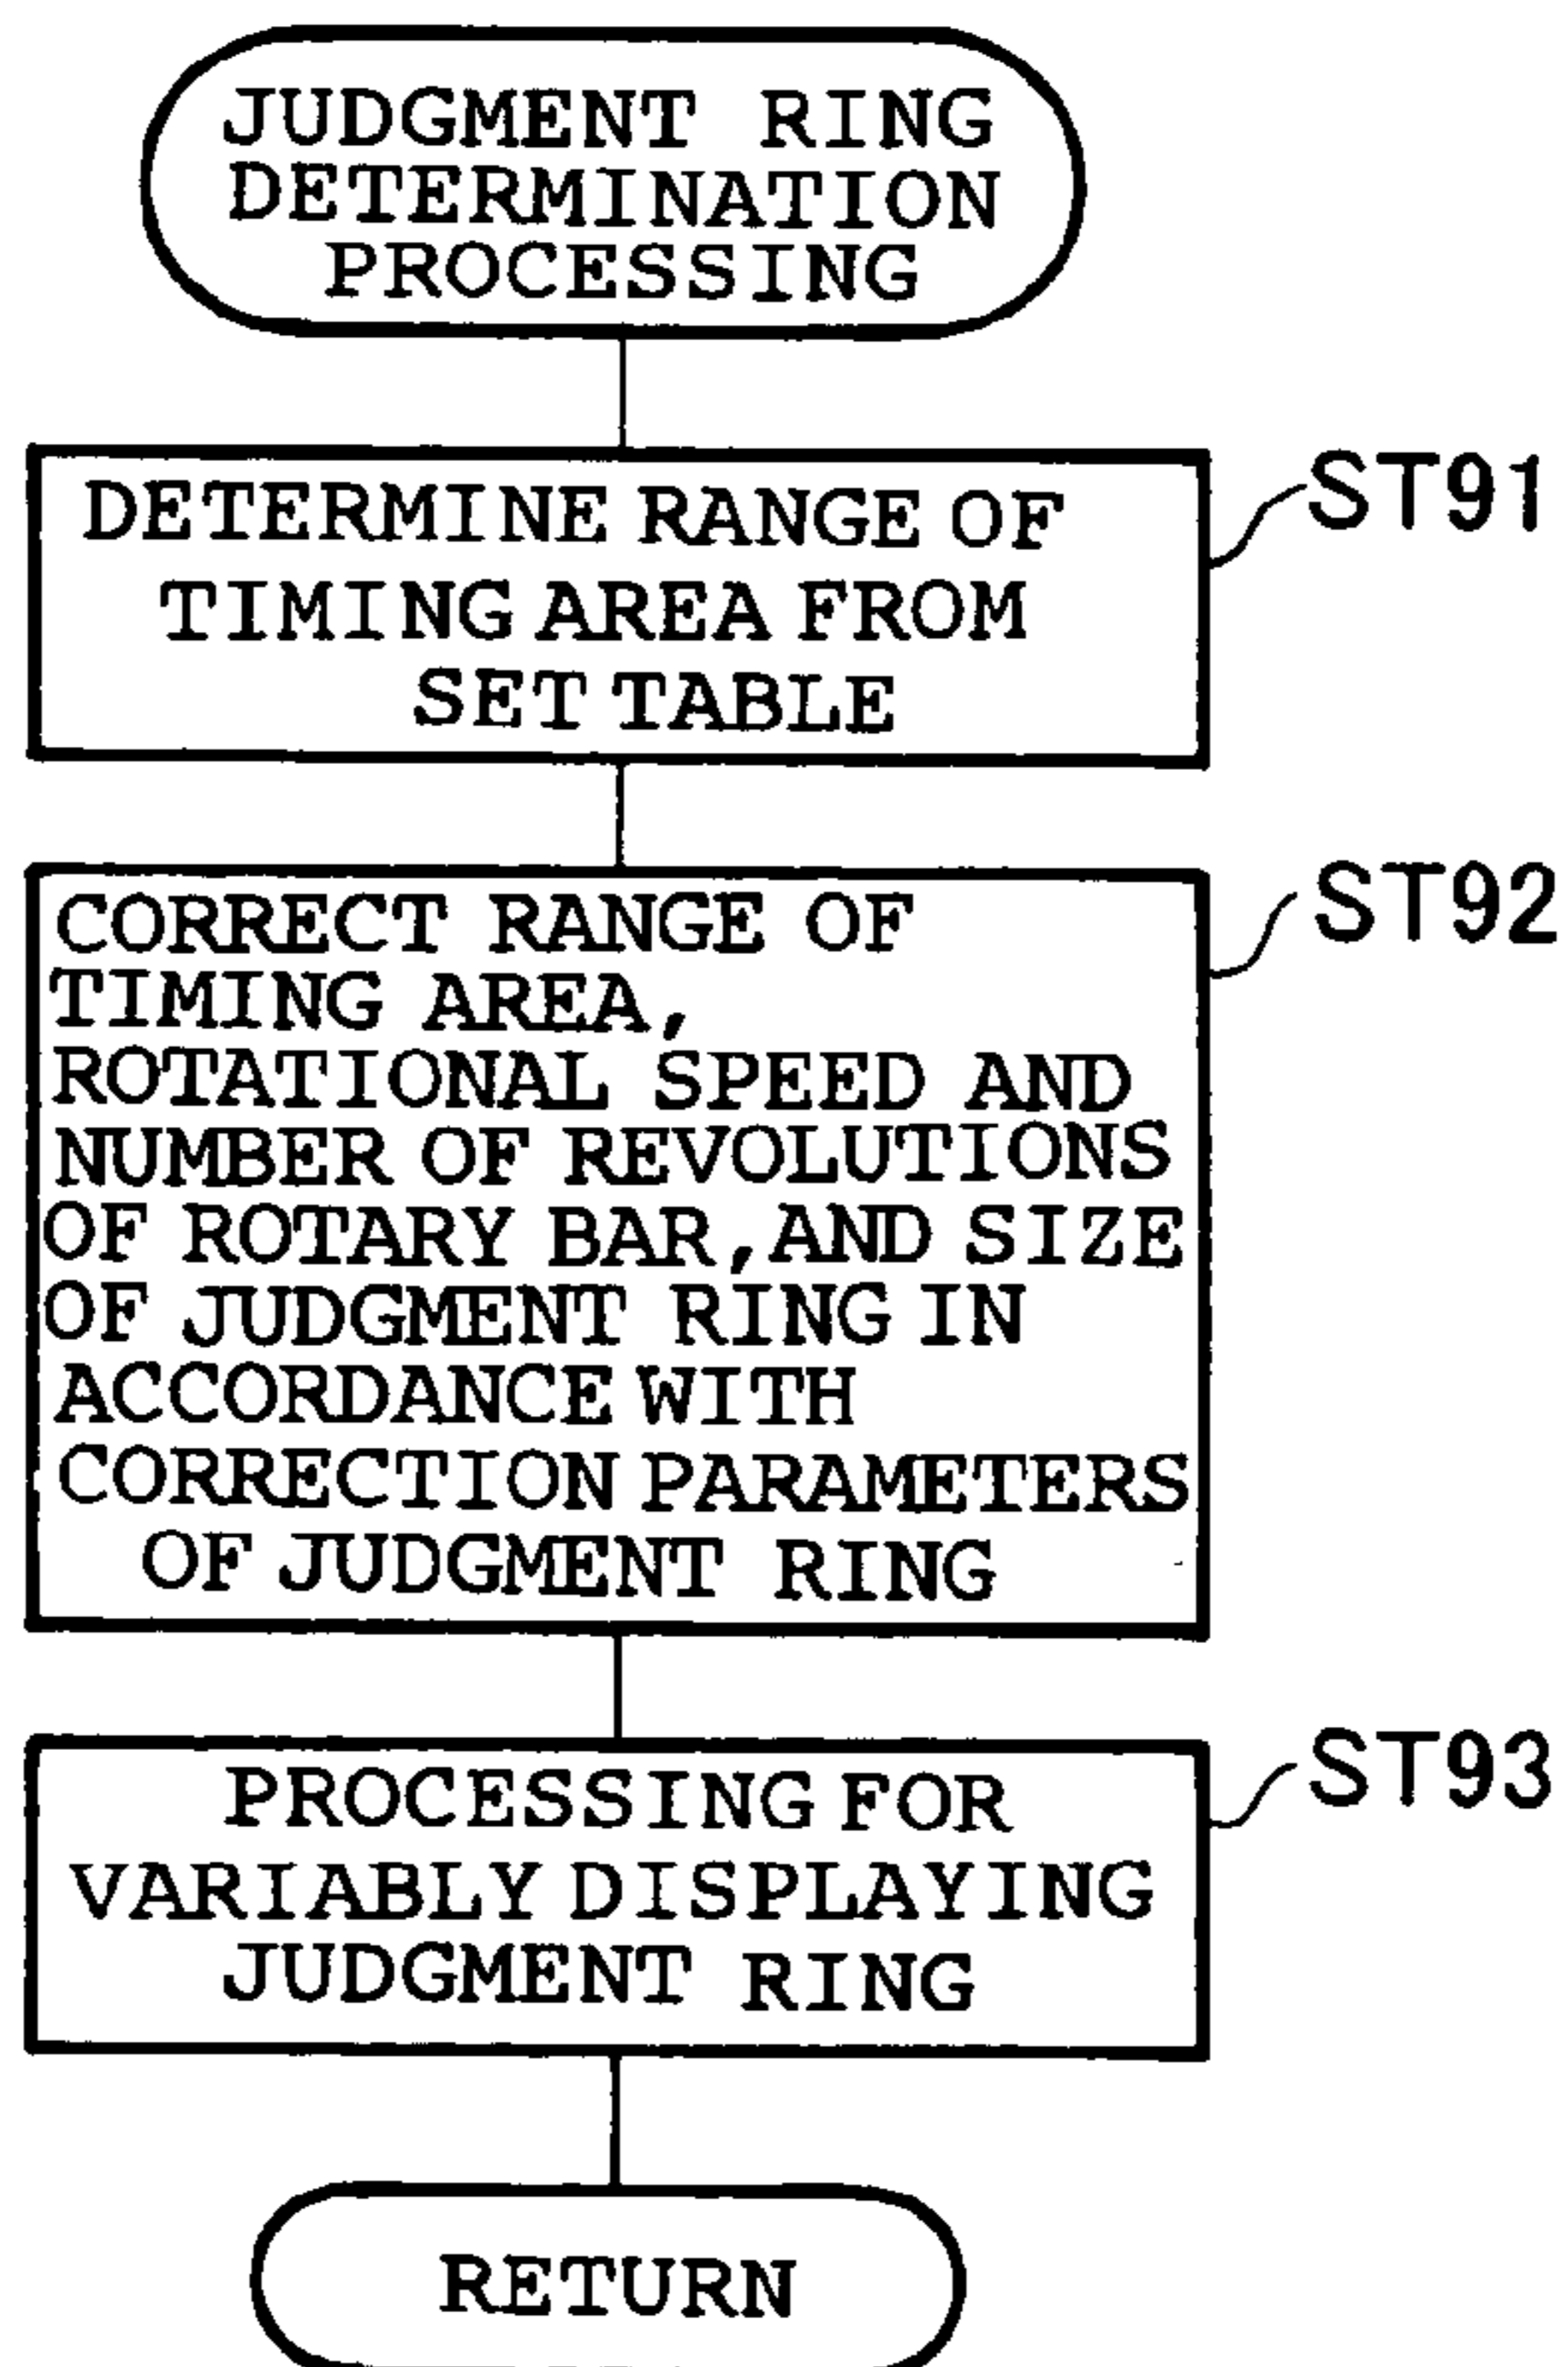 JUDGMENT RING
DETERMINATION
PROCESSING
DETERMINE RANGE OF
TIMING AREA FROM
SET TABLE
ST91
CORRECT RANGE OF
TIMING AREA,
ROTATIONAL SPEED AND
NUMBER OF REVOLUTIONS
OF ROTARY BAR, AND SIZE
OF JUDGMENT RING IN
ACCORDANCE WITH
CORRECTION PARAMETERS
OF JUDGMENT RING
ST92
PROCESSING FOR
VARIABLY DISPLAYING
JUDGMENT RING
ST93
RETURN